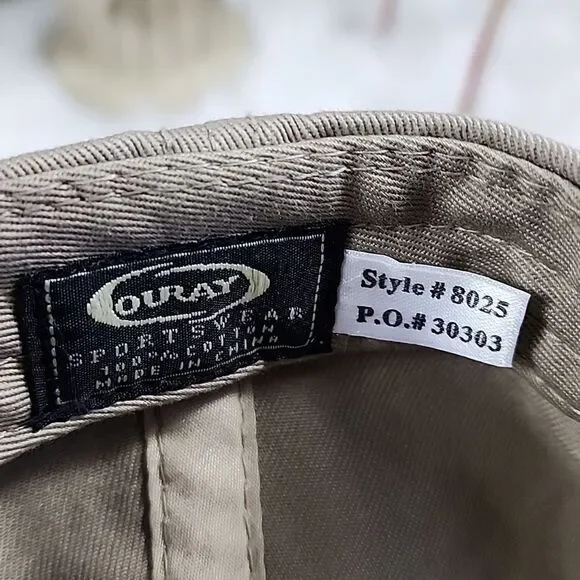 OURAY
SPORTSWEAR
100% COTTON
MADE IN CHINA
Style # 8025
P.O.# 30303